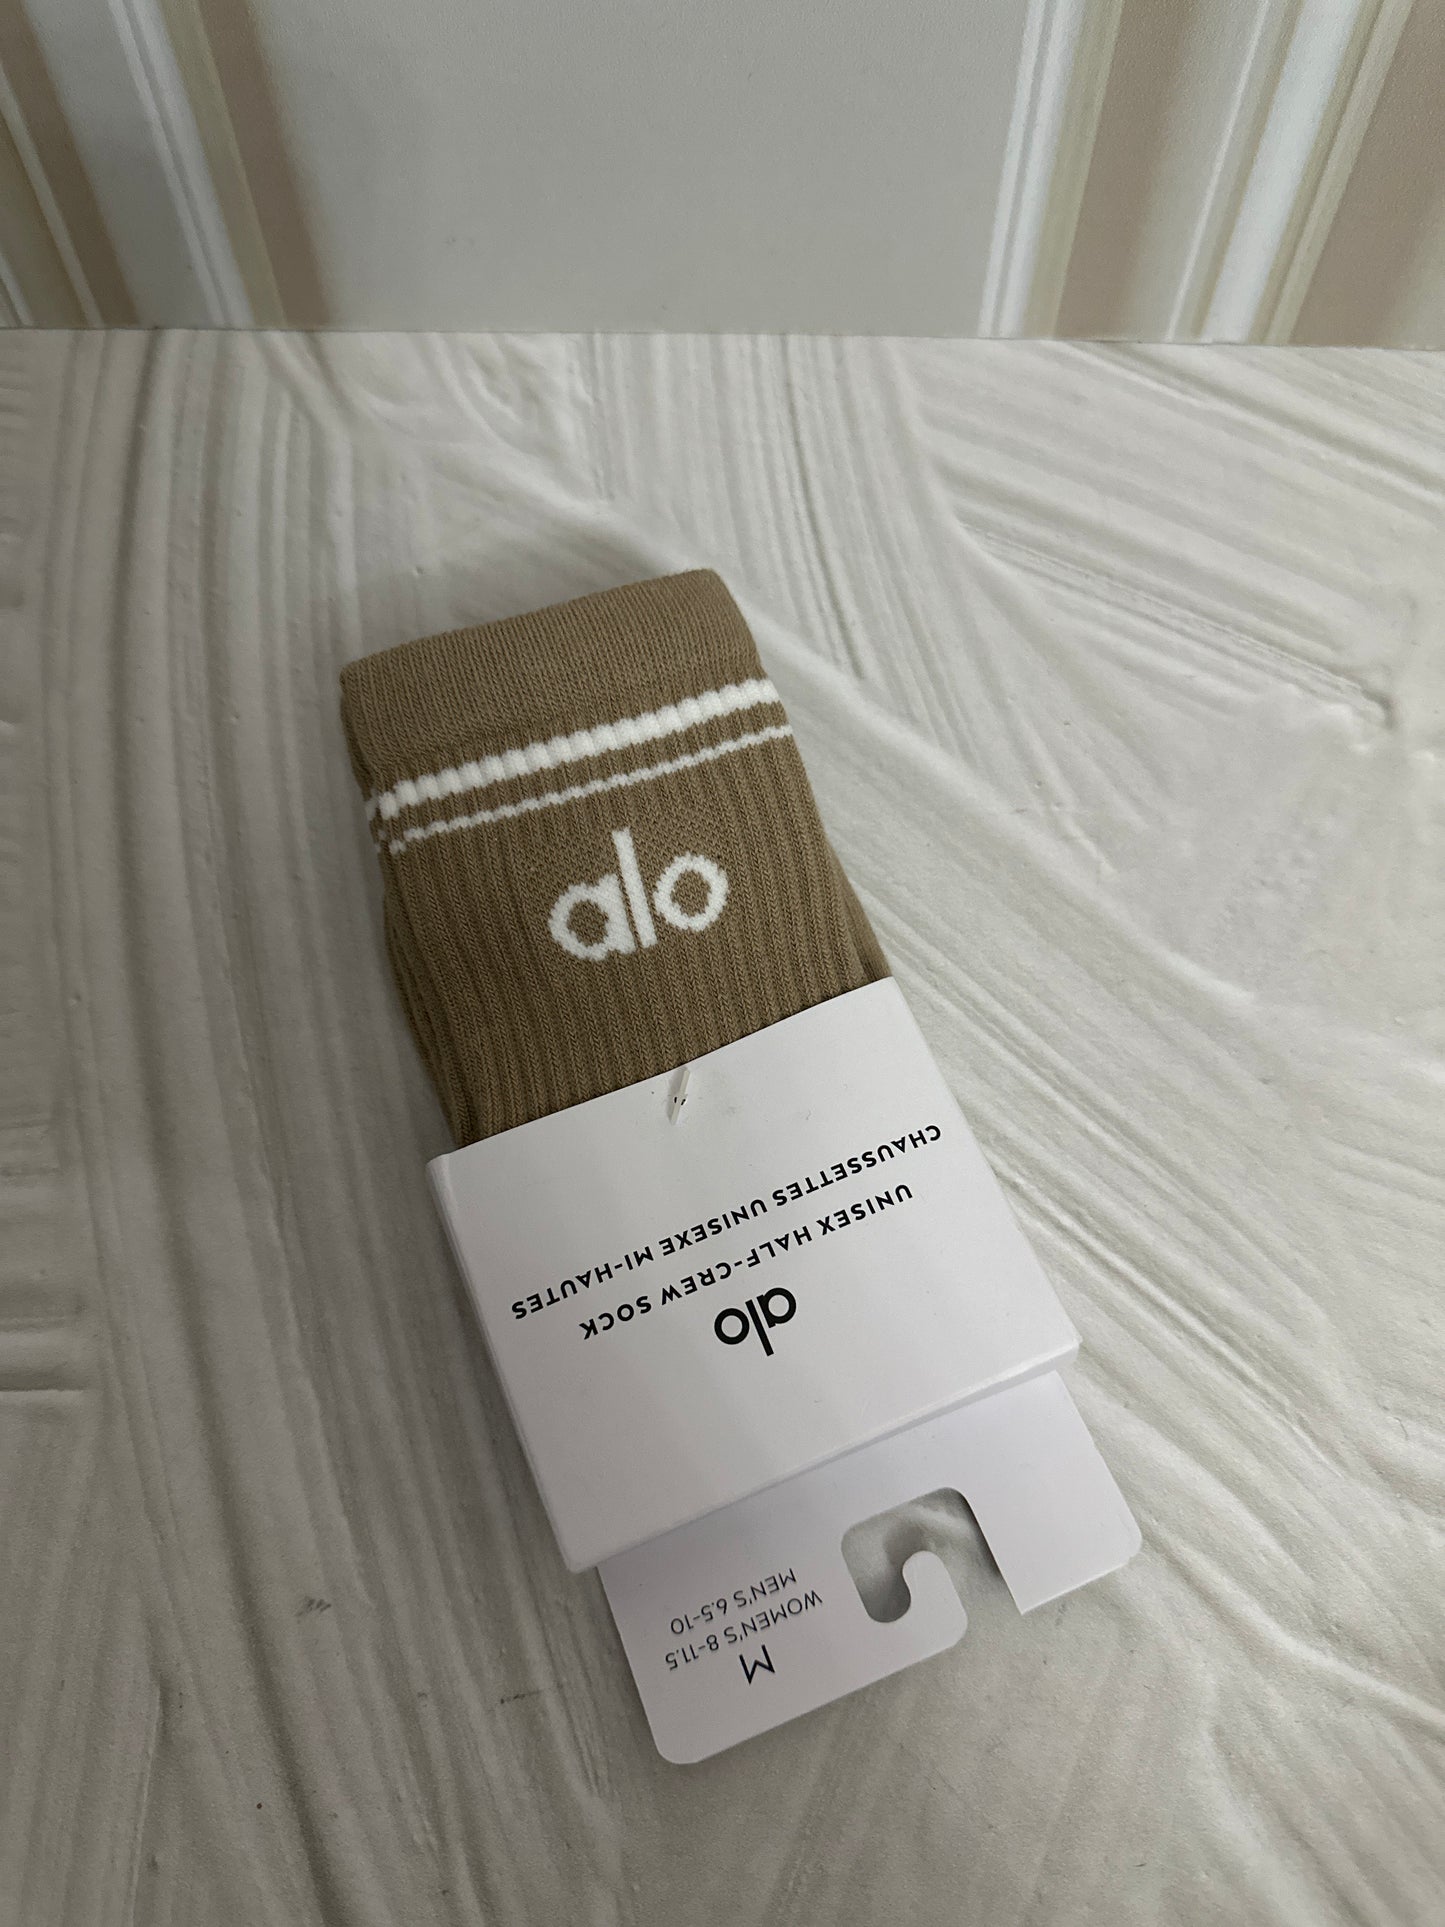 alo
alo
UNISEX HALF-CREW SOCK
CHAUSSETTES UNISEXE MI-HAUTES
M
WOMEN'S 8-11.5
MEN'S 6.5-10